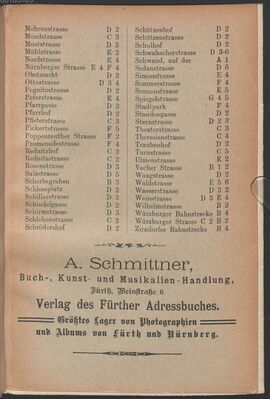 Mohrenstrasse D 2
Mondstrasse C 3
Moststrasse D 3
Mühlstrasse E 2
Nordstrasse E 4
Nürnberger Strasse E 4 F 4
Obstmarkt D 2
Ottostrasse D 3 4
Pegnitzstrasse D 2
Peterstrasse E 4
Pfarrgasse D 2
Pfarrhof D 2
Pfisterstrasse C 3
Pickertstrasse F 5
Poppenreuther Strasse F 2
Promenadestrasse F 4
Rednitzhof C 2
Rednitzstrasse C 2
Rosenstrasse D 2
Salzstrasse D 5
Scherbsgraben B 3
Schiessplatz D 2
Schillerstrasse D 5
Schindelgasse D 2
Schirmstrasse D 3
Schlehenstrasse C 2
Schrödershof D 2
Schützenhof D 2
Schützenstrasse D 2
Schulhof D 2
Schwabacherstrasse D 3-6
Schwand, auf der A 1
Sedanstrasse D 6
Simonstrasse E 4
Sommerstrasse F 4
Spiegelstrasse G 4 5
Stadtpark F 4
Staudengasse D 2
Sternstrasse D 2 3
Theaterstrasse C 3
Theresienstrasse C 4
Traubenhof D 2
Turnstrasse C 5
Ulmenstrasse E 2
Vacher Strasse B 1 2
Waagstrasse D 2
Waldstrasse E 5 6
Wasserstrasse D 3 2
Weinstrasse D 3 E 4
Wilhelmstrasse B 4
Würzburger Bahnstrecke B 4
Würzburger Strasse C 2 B 2
Zirndorfer Bahnstrecke B 4
A. Schmittner,
Buch-, Kunst- und Musikalien-Handlung,
Fürth, Weinstraße 6.
Verlag des Fürther Adressbuches.
Größtes Lager von Photographien
und Albums von Fürth und Nürnberg.